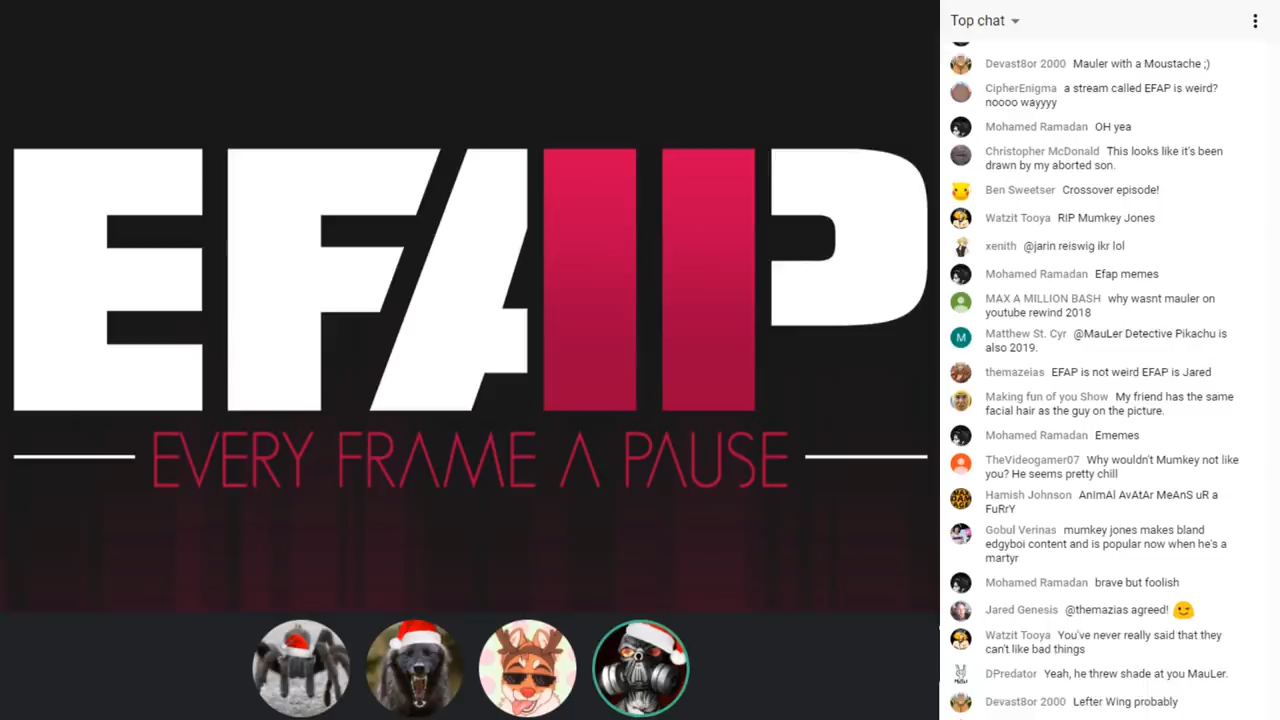 EFAP
EVERY FRAME A PAUSE
Top chat
Devast8or 2000 Mauler with a Moustache ;)
CipherEnigma a stream called EFAP is weird?
noooo wayyyy
Mohamed Ramadan OH yea
Christopher McDonald This looks like it's been
drawn by my aborted son.
Ben Sweetser Crossover episode!
Watzit Tooya RIP Mumkey Jones
xenith @jarin reiswig ikr lol
Mohamed Ramadan Efap memes
MAX A MILLION BASH why wasnt mauler on
youtube rewind 2018
Matthew St. Cyr @MauLer Detective Pikachu is
also 2019.
themazeias EFAP is not weird EFAP is Jared
Making fun of you Show My friend has the same
facial hair as the guy on the picture.
Mohamed Ramadan Ememes
TheVideogamer07 Why wouldn't Mumkey not like
you? He seems pretty chill
Hamish Johnson AnImAl AvAtAr MeAnS uR a
FuRrY
Gobul Verinas mumkey jones makes bland
edgyboi content and is popular now when he's a
martyr
Mohamed Ramadan brave but foolish
Jared Genesis @themazias agreed! 😉
Watzit Tooya You've never really said that they
can't like bad things
DPredator Yeah, he threw shade at you MauLer.
Devast8or 2000 Lefter Wing probably